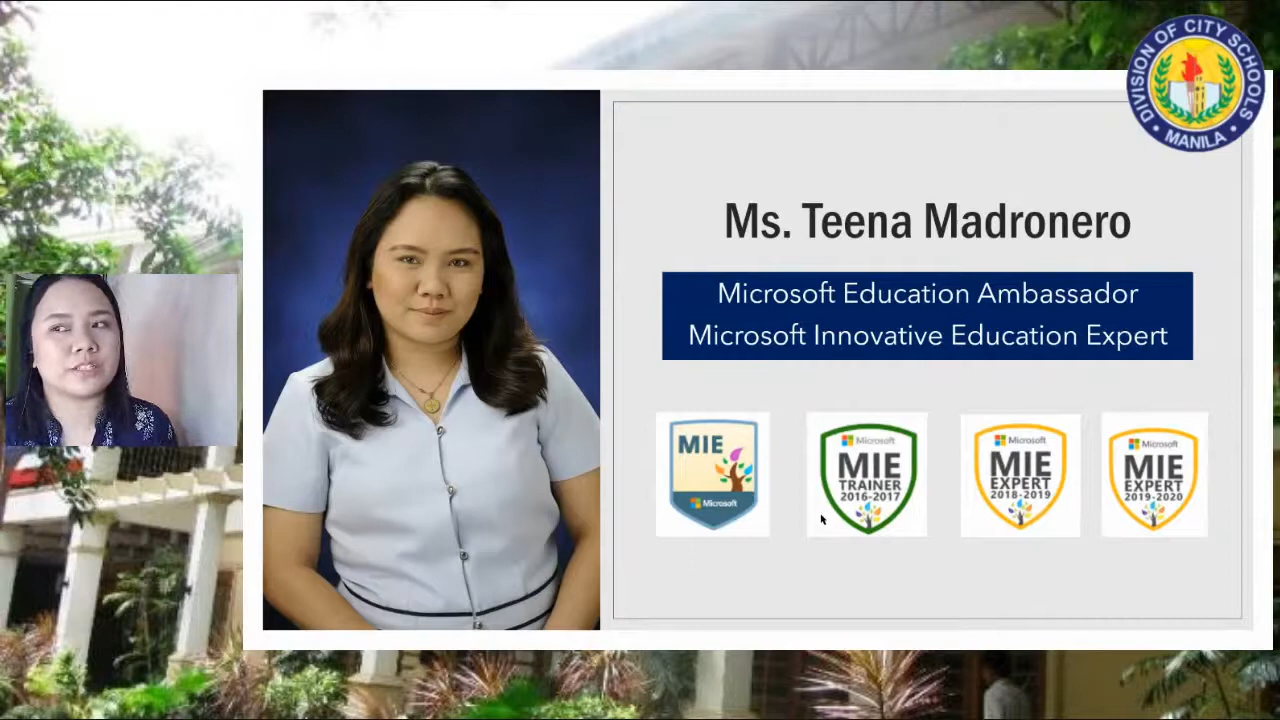 DIVISION OF CITY SCHOOLS
• MANILA •
Ms. Teena Madronero
Microsoft Education Ambassador
Microsoft Innovative Education Expert
MIE
Microsoft
Microsoft
MIE
TRAINER
2016-2017
Microsoft
MIE
EXPERT
2018-2019
Microsoft
MIE
EXPERT
2019-2020